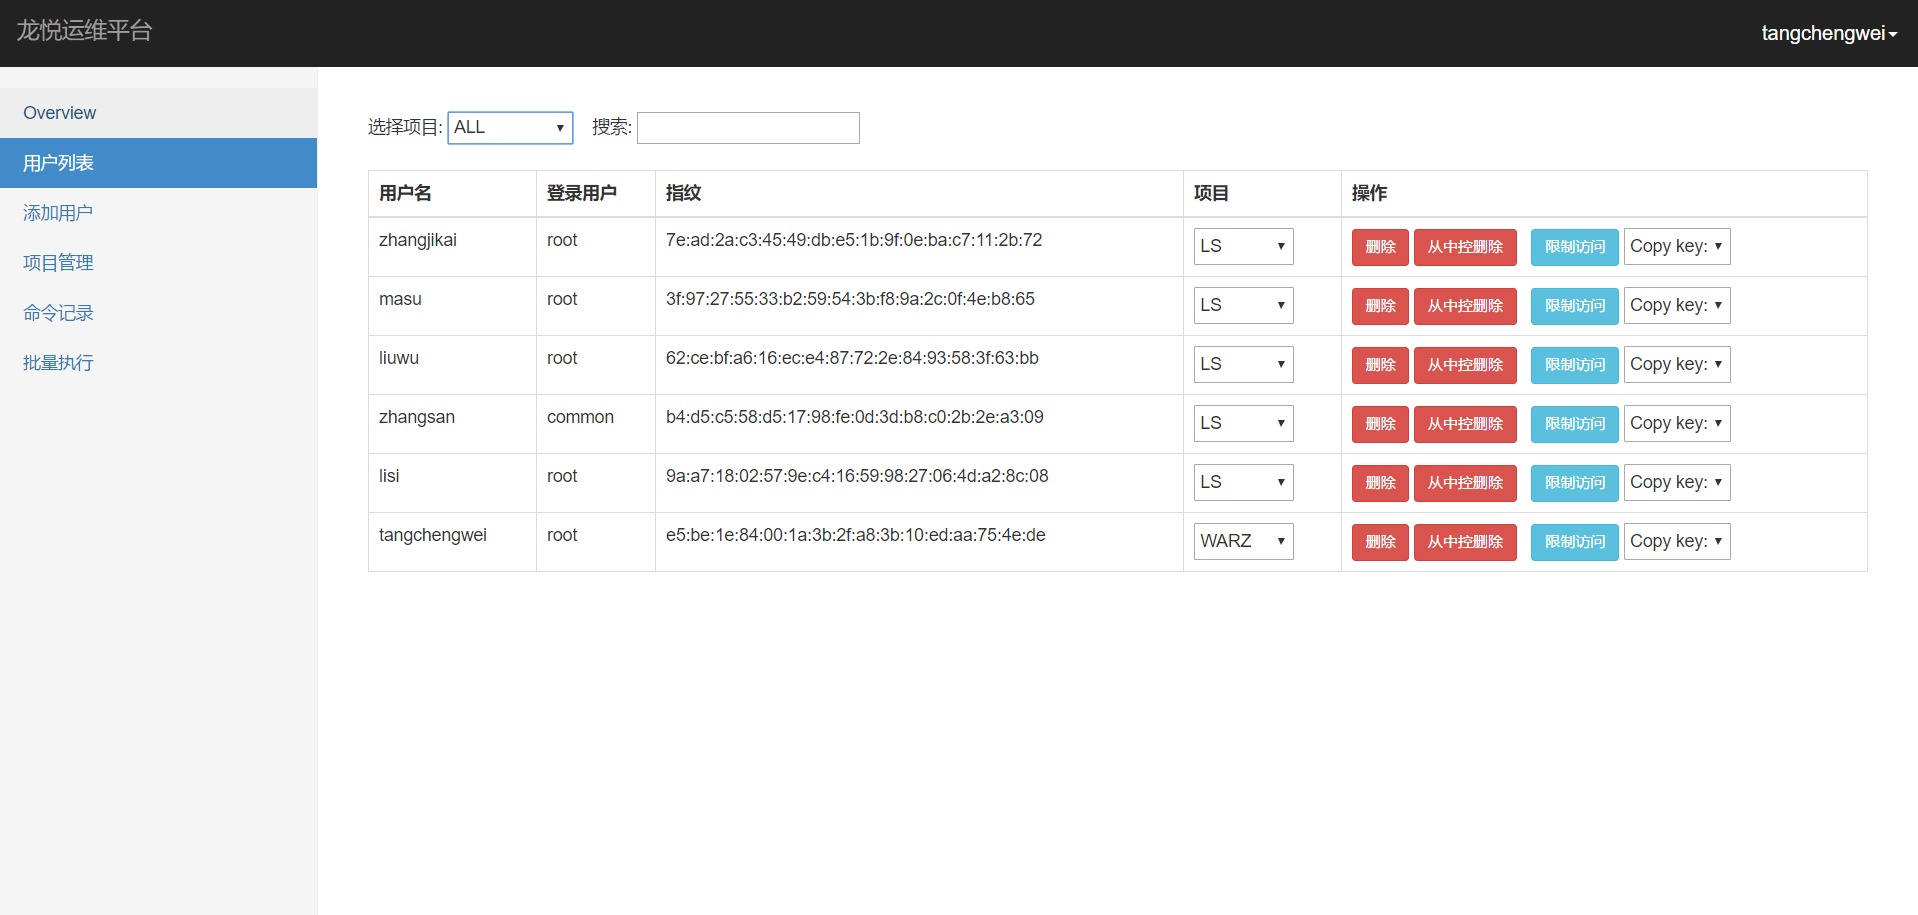 龙悦运维平台
tangchengwei
Overview
用户列表
添加用户
项目管理
命令记录
批量执行
选择项目: ALL 搜索:
用户名 登录用户 指纹 项目 操作
zhangjikai root 7e:ad:2a:c3:45:49:db:e5:1b:9f:0e:ba:c7:11:2b:72 LS 删除 从中控删除 限制访问 Copy key:
masu root 3f:97:27:55:33:b2:59:54:3b:f8:9a:2c:0f:4e:b8:65 LS 删除 从中控删除 限制访问 Copy key:
liuwu root 62:ce:bf:a6:16:ec:e4:87:72:2e:84:93:58:3f:63:bb LS 删除 从中控删除 限制访问 Copy key:
zhangsan common b4:d5:c5:58:d5:17:98:fe:0d:3d:b8:c0:2b:2e:a3:09 LS 删除 从中控删除 限制访问 Copy key:
lisi root 9a:a7:18:02:57:9e:c4:16:59:98:27:06:4d:a2:8c:08 LS 删除 从中控删除 限制访问 Copy key:
tangchengwei root e5:be:1e:84:00:1a:3b:2f:a8:3b:10:ed:aa:75:4e:de WARZ 删除 从中控删除 限制访问 Copy key: